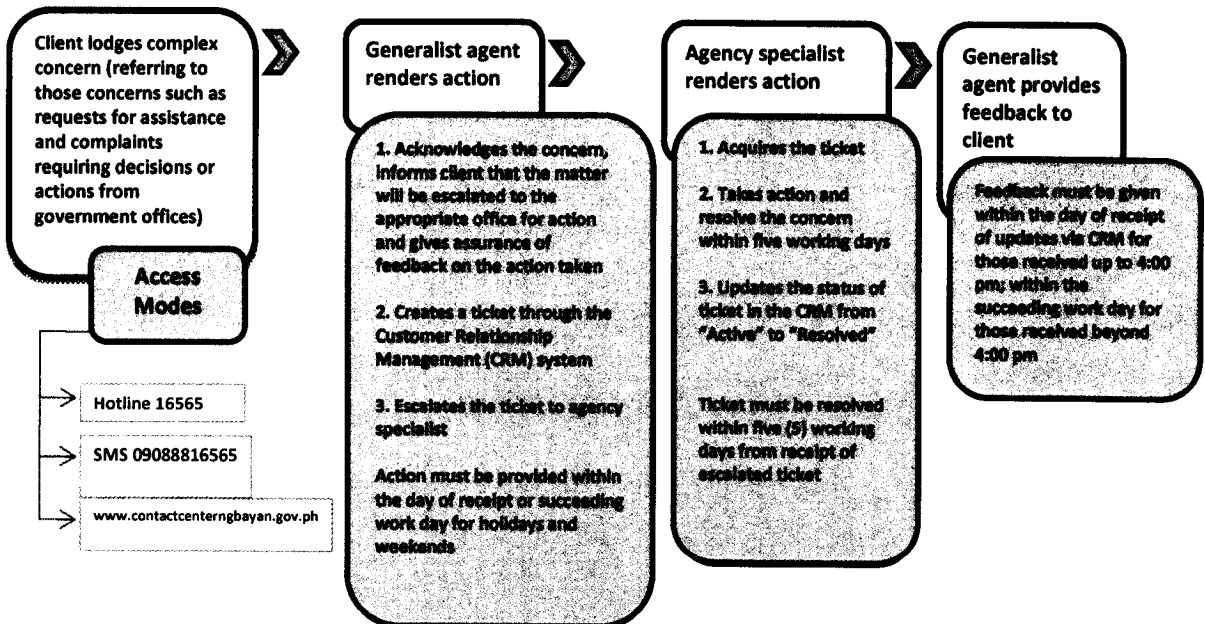 Client lodges complex
concern (referring to
those concerns such as
requests for assistance
and complaints
requiring decisions or
actions from
government offices)
Access
Modes
Hotline 16565
SMS 09088816565
www.contactcenterngbayan.gov.ph
Generalist agent
renders action
1. Acknowledges the concern,
informs client that the matter
will be escalated to the
appropriate office for action
and gives assurance of
feedback on the action taken
2. Creates a ticket through the
Customer Relationship
Management (CRM) system
3. Escalates the ticket to agency
specialist
Action must be provided within
the day of receipt or succeeding
work day for holidays and
weekends
Agency specialist
renders action
1. Acquires the ticket
2. Takes action and
resolve the concern
within five working days
3. Updates the status of
ticket in the CRM from
"Active" to "Resolved"
Ticket must be resolved
within five (5) working
days from receipt of
escalated ticket
Generalist
agent provides
feedback to
client
Feedback must be given
within the day of receipt
of updates via CRM for
those received up to 4:00
pm; within the
succeeding work day for
those received beyond
4:00 pm